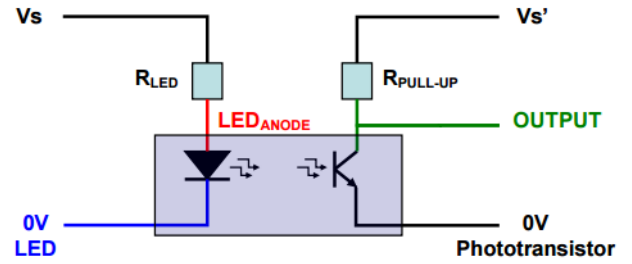 Vs
Vs'
RLED
RPULL-UP
LEDANODE
OUTPUT
0V
LED
0V
Phototransistor